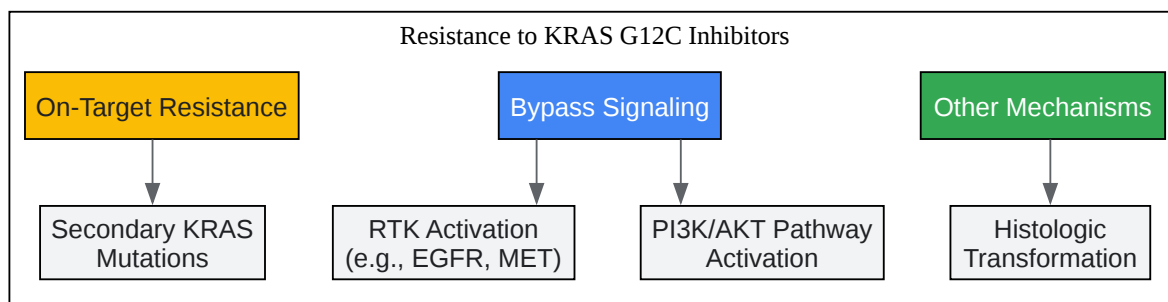 Resistance to KRAS G12C Inhibitors
On-Target Resistance
Bypass Signaling
Other Mechanisms
Secondary KRAS
Mutations
RTK Activation
(e.g., EGFR, MET)
PI3K/AKT Pathway
Activation
Histologic
Transformation